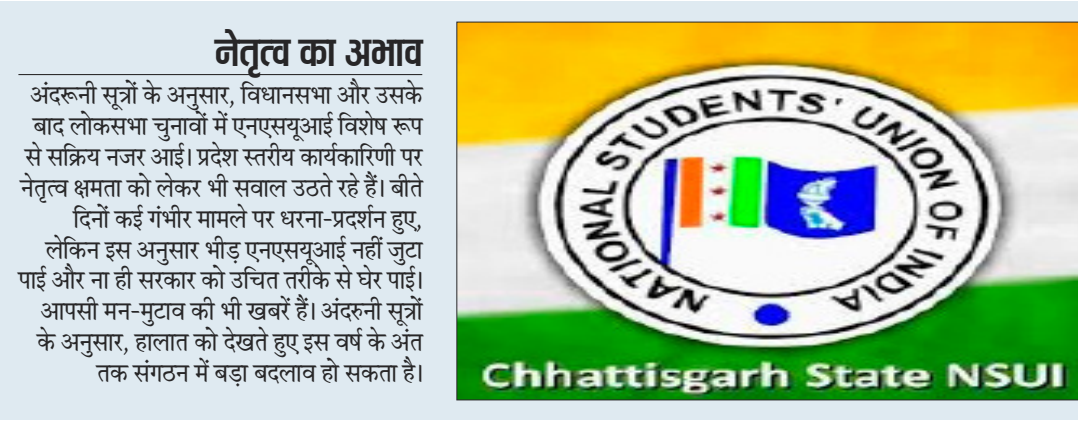 नेतृत्व का अभाव
अंदरूनी सूत्रों के अनुसार, विधानसभा और उसके
बाद लोकसभा चुनावों में एनएसयूआई विशेष रूप
से सक्रिय नजर आई। प्रदेश स्तरीय कार्यकारिणी पर
नेतृत्व क्षमता को लेकर भी सवाल उठते रहे हैं। बीते
दिनों कई गंभीर मामले पर धरना-प्रदर्शन हुए,
लेकिन इस अनुसार भीड़ एनएसयूआई नहीं जुटा
पाई और ना ही सरकार को उचित तरीके से घेर पाई।
आपसी मन-मुटाव की भी खबरें हैं। अंदरुनी सूत्रों
के अनुसार, हालात को देखते हुए इस वर्ष के अंत
तक संगठन में बड़ा बदलाव हो सकता है।
NATIONAL STUDENTS' UNION OF INDIA
Chhattisgarh State NSUI